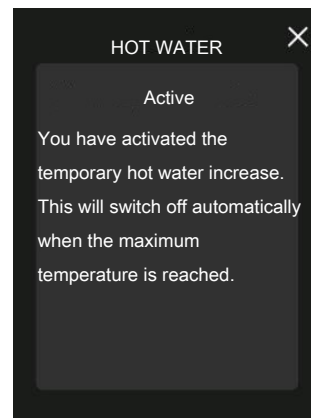 HOT WATER
Active
You have activated the
temporary hot water increase.
This will switch off automatically
when the maximum
temperature is reached.